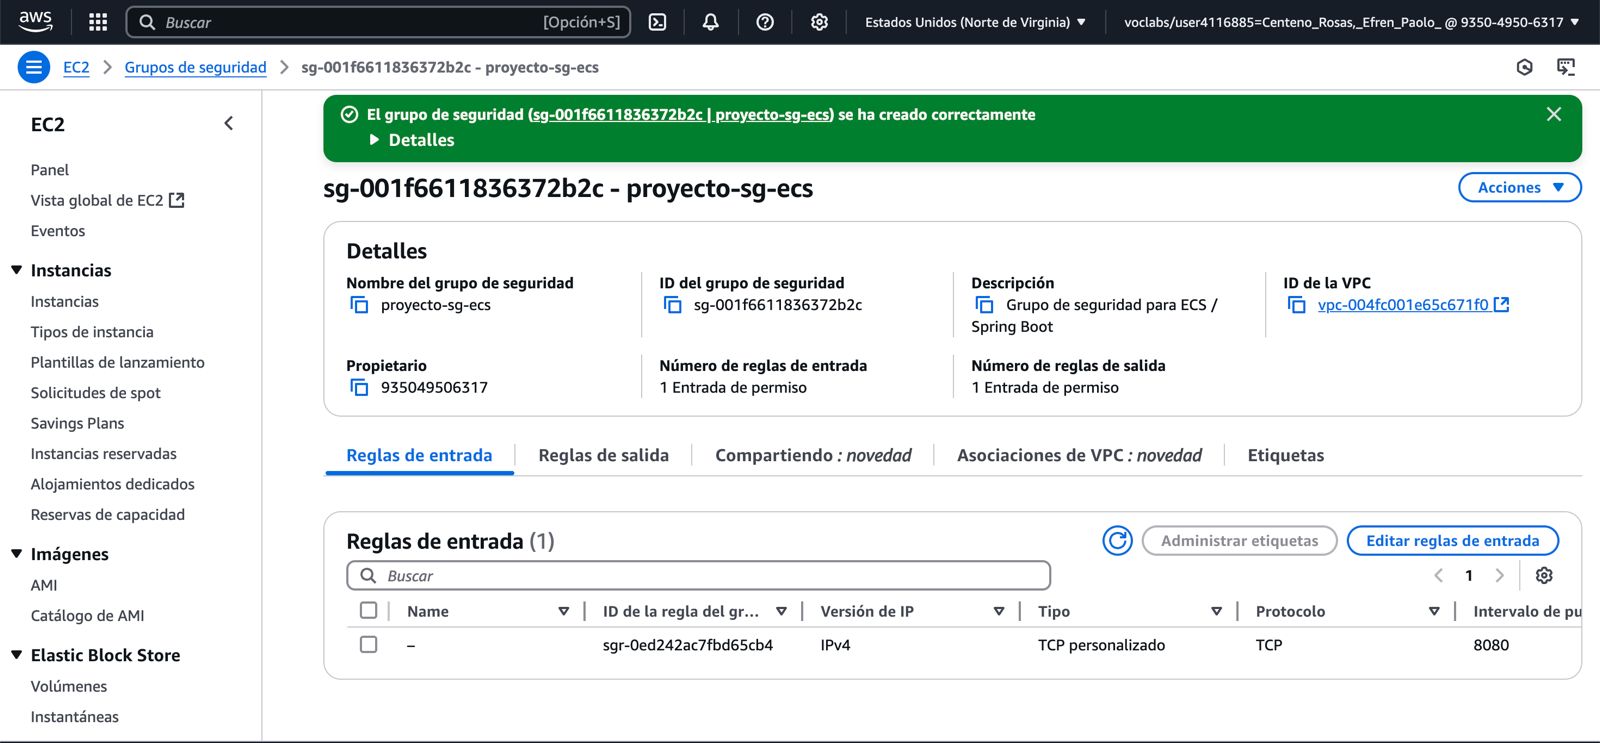 aws
Buscar [Opción+S]
Estados Unidos (Norte de Virginia)
voclabs/user4116885=Centeno_Rosas,_Efren_Paolo_ @ 9350-4950-6317
EC2 Grupos de seguridad sg-001f6611836372b2c - proyecto-sg-ecs
EC2
Panel
Vista global de EC2
Eventos
Instancias
Instancias
Tipos de instancia
Plantillas de lanzamiento
Solicitudes de spot
Savings Plans
Instancias reservadas
Alojamientos dedicados
Reservas de capacidad
Imágenes
AMI
Catálogo de AMI
Elastic Block Store
Volúmenes
Instantáneas
El grupo de seguridad (sg-001f6611836372b2c | proyecto-sg-ecs) se ha creado correctamente
Detalles
sg-001f6611836372b2c - proyecto-sg-ecs
Acciones
Detalles
Nombre del grupo de seguridad
proyecto-sg-ecs
ID del grupo de seguridad
sg-001f6611836372b2c
Descripción
Grupo de seguridad para ECS /
Spring Boot
ID de la VPC
vpc-004fc001e65c671f0
Propietario
935049506317
Número de reglas de entrada
1 Entrada de permiso
Número de reglas de salida
1 Entrada de permiso
Reglas de entrada Reglas de salida Compartiendo : novedad Asociaciones de VPC : novedad Etiquetas
Reglas de entrada (1)
Administrar etiquetas
Editar reglas de entrada
Buscar
1
Name ID de la regla del gr... Versión de IP Tipo Protocolo Intervalo de pu
– sgr-0ed242ac7fbd65cb4 IPv4 TCP personalizado TCP 8080